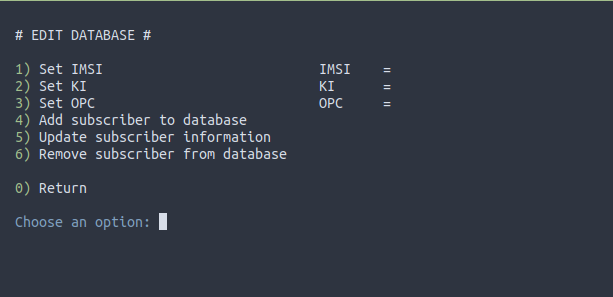 # EDIT DATABASE #
1) Set IMSI IMSI =
2) Set KI KI =
3) Set OPC OPC =
4) Add subscriber to database
5) Update subscriber information
6) Remove subscriber from database
0) Return
Choose an option: